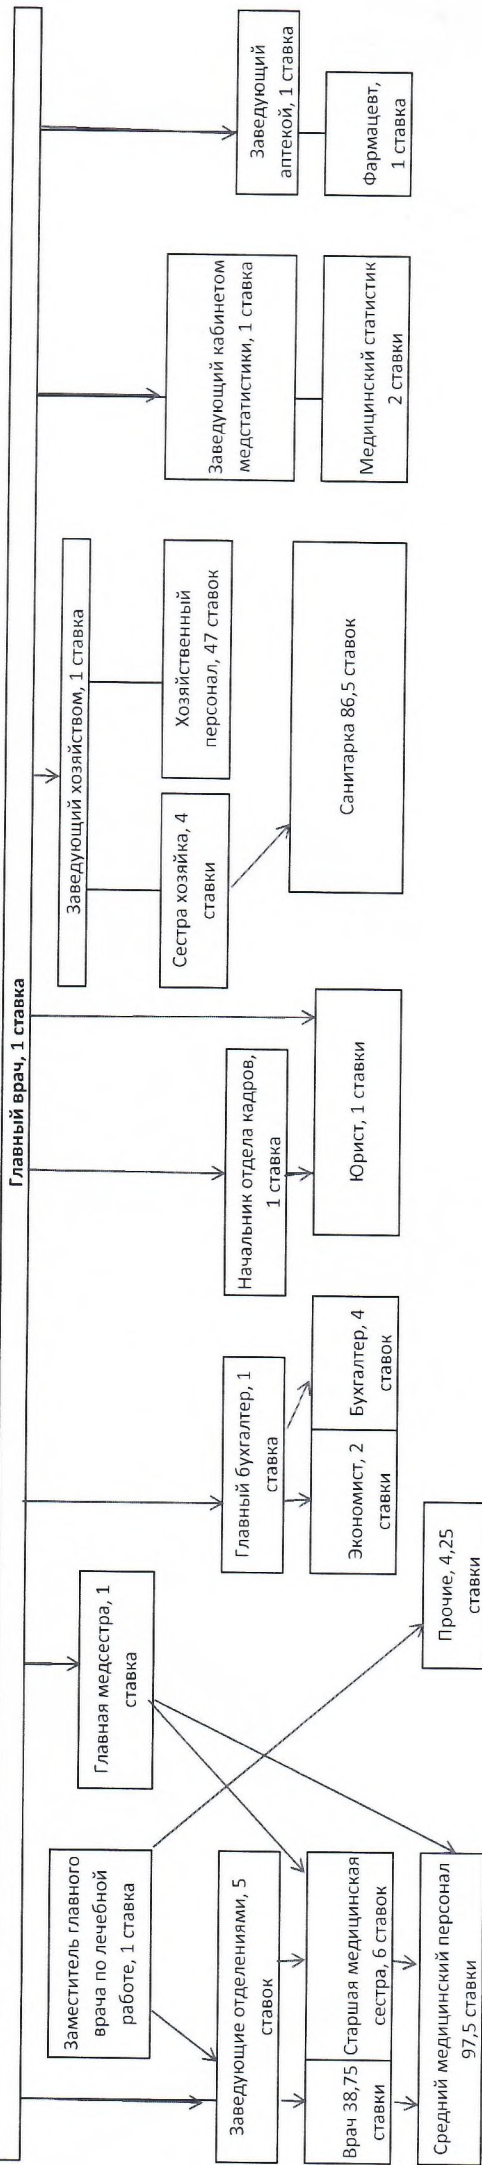 Главный врач, 1 ставка
Заместитель главного
врача по лечебной
работе, 1 ставка
Главная медсестра, 1
ставка
Заведующий хозяйством, 1 ставка
Заведующие отделениями, 5
ставок
Главный бухгалтер, 1
ставка
Начальник отдела кадров,
1 ставка
Сестра хозяйка, 4
ставки
Хозяйственный
персонал, 47 ставок
Заведующий кабинетом
медстатистики, 1 ставка
Заведующий
аптекой, 1 ставка
Врач 38,75
ставки
Старшая медицинская
сестра, 6 ставок
Экономист, 2
ставки
Бухгалтер, 4
ставок
Юрист, 1 ставки
Санитарка 86,5 ставок
Медицинский статистик
2 ставки
Фармацевт,
1 ставка
Средний медицинский персонал
97,5 ставки
Прочие, 4,25
ставки